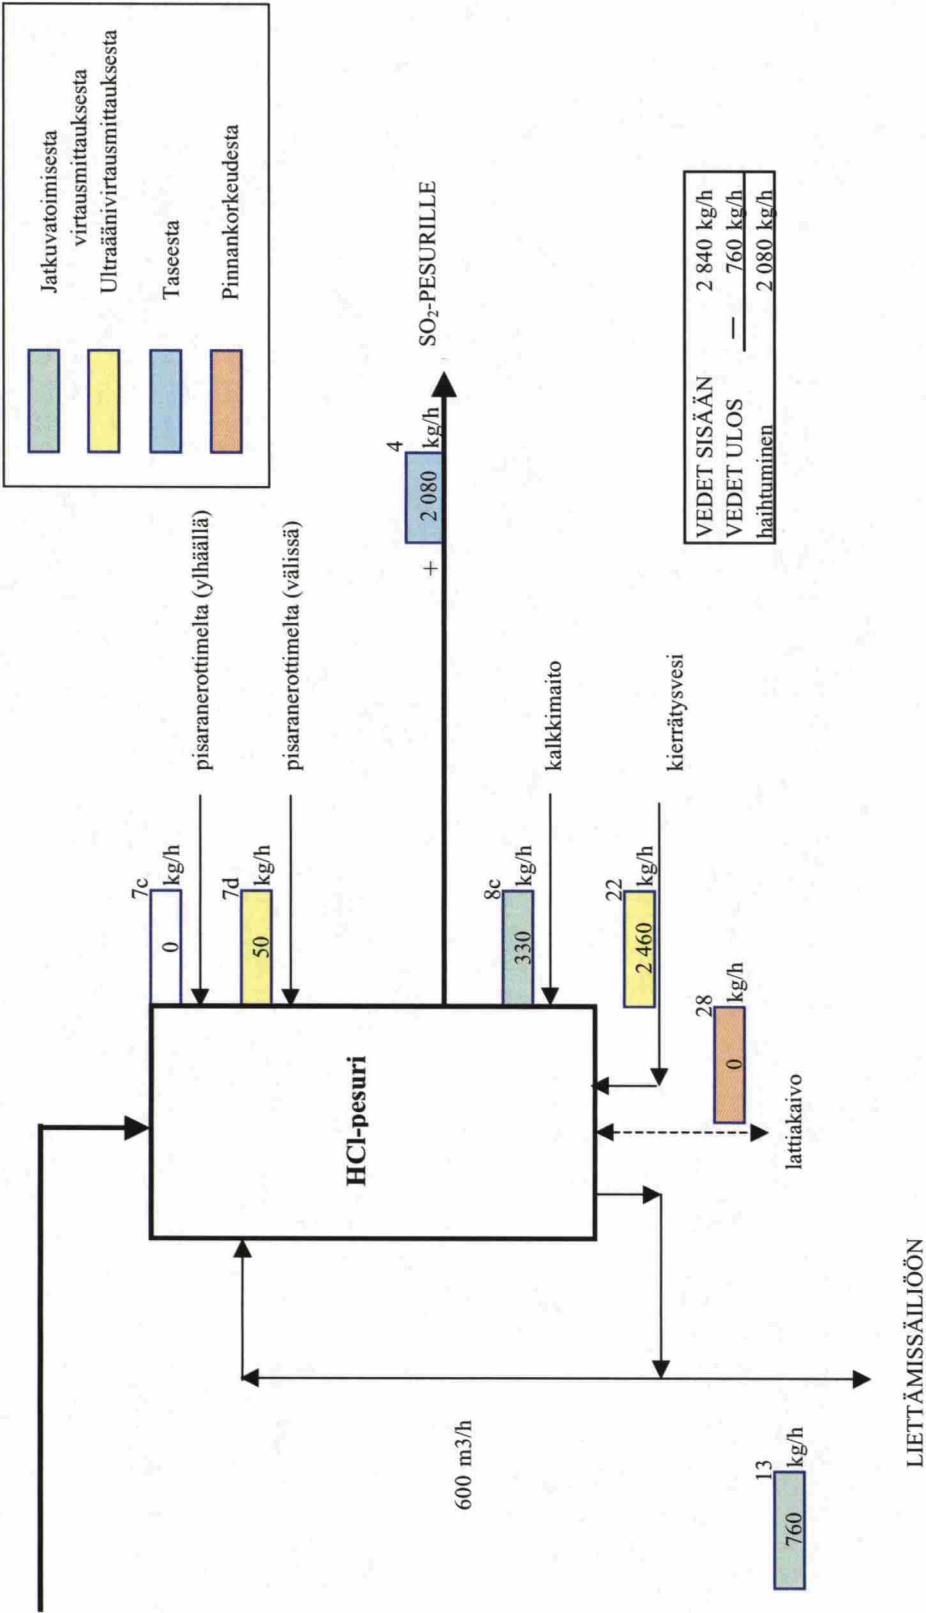 Jatkuvatoimisesta
virtausmittauksesta
Ultraäänivirtausmittauksesta
Taseesta
Pinnankorkeudesta
7c
0
kg/h
pisaranerottimelta (ylhäällä)
7d
50
kg/h
pisaranerottimelta (välissä)
HCl-pesuri
4
+
2 080
kg/h
SO₂-PESURILLE
600 m3/h
8c
330
kg/h
kalkkimaito
22
2 460
kg/h
kierrätysvesi
28
0
kg/h
lattiakaivo
13
760
kg/h
LIETTÄMISSÄILIÖÖN
VEDET SISÄÄN 2 840 kg/h
VEDET ULOS — 760 kg/h
haihtuminen 2 080 kg/h